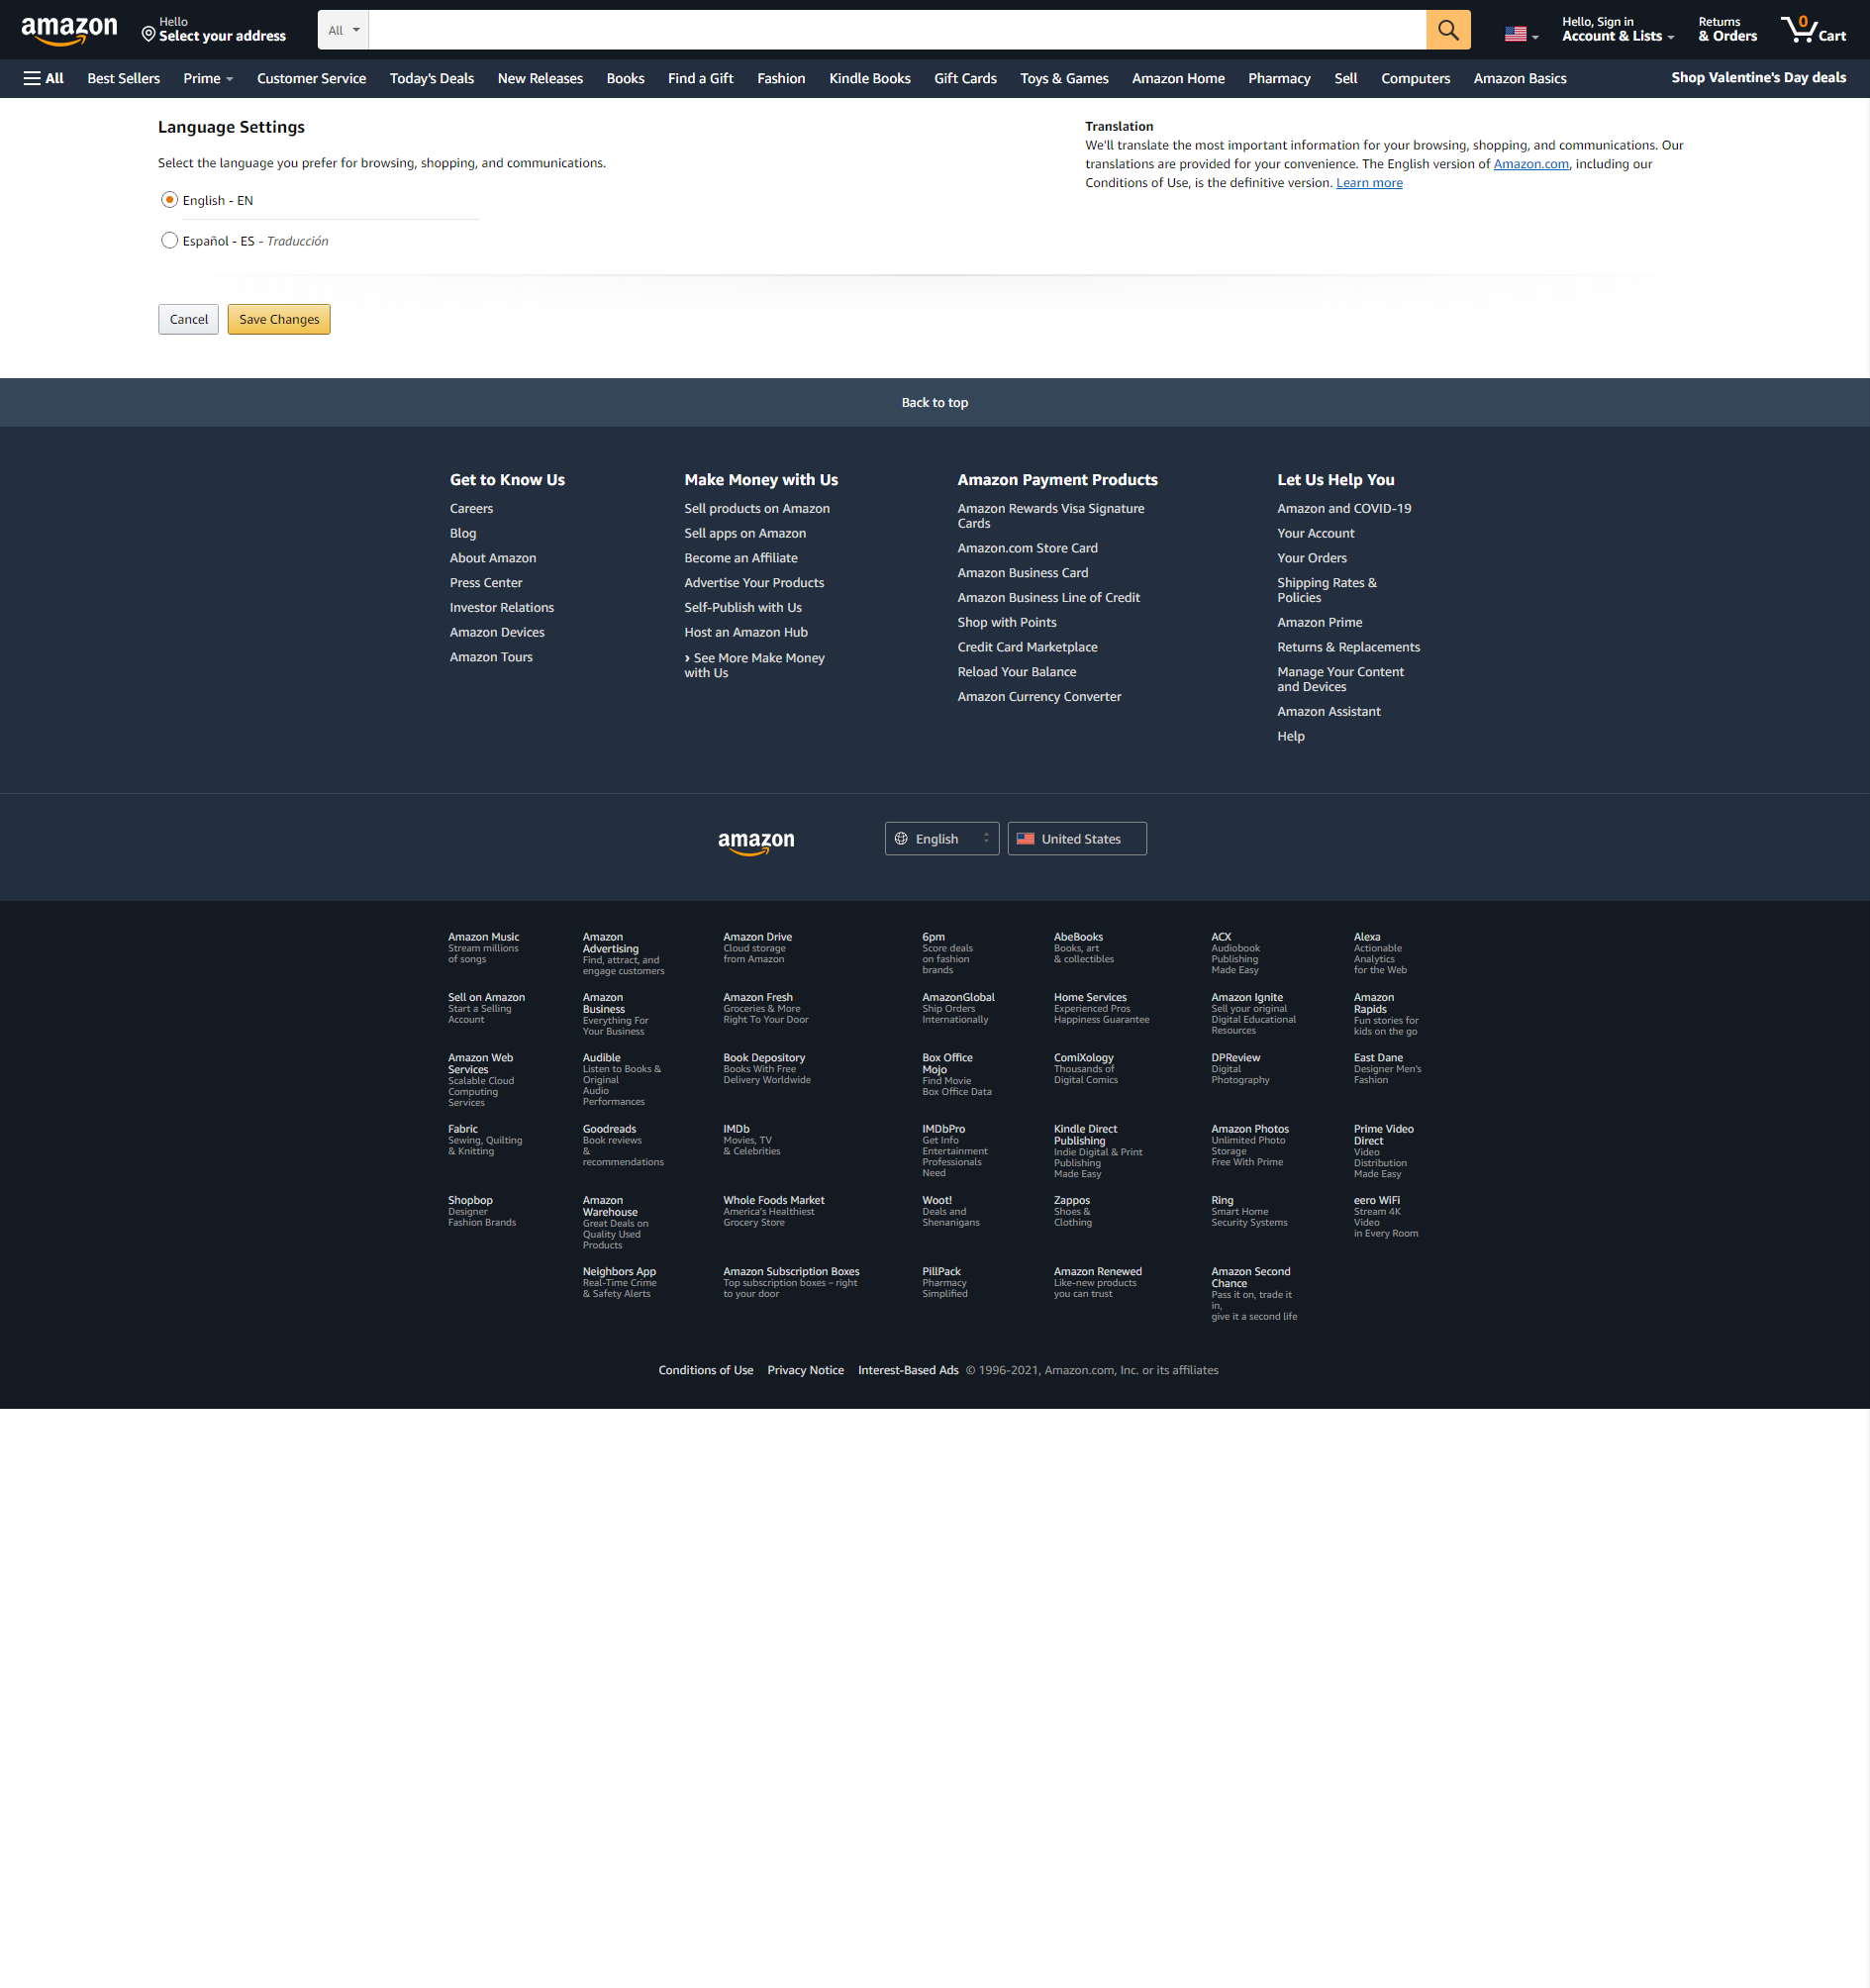 amazon
Hello
Select your address
All
Hello, Sign in
Account & Lists
Returns
& Orders
0
Cart
All
Best Sellers
Prime
Customer Service
Today's Deals
New Releases
Books
Find a Gift
Fashion
Kindle Books
Gift Cards
Toys & Games
Amazon Home
Pharmacy
Sell
Computers
Amazon Basics
Shop Valentine's Day deals
Language Settings
Select the language you prefer for browsing, shopping, and communications.
English - EN
Español - ES - Traducción
Translation
We'll translate the most important information for your browsing, shopping, and communications. Our
translations are provided for your convenience. The English version of Amazon.com, including our
Conditions of Use, is the definitive version. Learn more
Cancel
Save Changes
Back to top
Get to Know Us
Careers
Blog
About Amazon
Press Center
Investor Relations
Amazon Devices
Amazon Tours
Make Money with Us
Sell products on Amazon
Sell apps on Amazon
Become an Affiliate
Advertise Your Products
Self-Publish with Us
Host an Amazon Hub
› See More Make Money
with Us
Amazon Payment Products
Amazon Rewards Visa Signature
Cards
Amazon.com Store Card
Amazon Business Card
Amazon Business Line of Credit
Shop with Points
Credit Card Marketplace
Reload Your Balance
Amazon Currency Converter
Let Us Help You
Amazon and COVID-19
Your Account
Your Orders
Shipping Rates &
Policies
Amazon Prime
Returns & Replacements
Manage Your Content
and Devices
Amazon Assistant
Help
amazon
English
United States
Amazon Music
Stream millions
of songs
Amazon
Advertising
Find, attract, and
engage customers
Amazon Drive
Cloud storage
from Amazon
6pm
Score deals
on fashion
brands
AbeBooks
Books, art
& collectibles
ACX
Audiobook
Publishing
Made Easy
Alexa
Actionable
Analytics
for the Web
Sell on Amazon
Start a Selling
Account
Amazon
Business
Everything For
Your Business
Amazon Fresh
Groceries & More
Right To Your Door
AmazonGlobal
Ship Orders
Internationally
Home Services
Experienced Pros
Happiness Guarantee
Amazon Ignite
Sell your original
Digital Educational
Resources
Amazon
Rapids
Fun stories for
kids on the go
Amazon Web
Services
Scalable Cloud
Computing
Services
Audible
Listen to Books &
Original
Audio
Performances
Book Depository
Books With Free
Delivery Worldwide
Box Office
Mojo
Find Movie
Box Office Data
ComiXology
Thousands of
Digital Comics
DPReview
Digital
Photography
East Dane
Designer Men's
Fashion
Fabric
Sewing, Quilting
& Knitting
Goodreads
Book reviews
&
recommendations
IMDb
Movies, TV
& Celebrities
IMDbPro
Get Info
Entertainment
Professionals
Need
Kindle Direct
Publishing
Indie Digital & Print
Publishing
Made Easy
Amazon Photos
Unlimited Photo
Storage
Free With Prime
Prime Video
Direct
Video
Distribution
Made Easy
Shopbop
Designer
Fashion Brands
Amazon
Warehouse
Great Deals on
Quality Used
Products
Whole Foods Market
America's Healthiest
Grocery Store
Woot!
Deals and
Shenanigans
Zappos
Shoes &
Clothing
Ring
Smart Home
Security Systems
eero WiFi
Stream 4K
Video
in Every Room
Neighbors App
Real-Time Crime
& Safety Alerts
Amazon Subscription Boxes
Top subscription boxes – right
to your door
PillPack
Pharmacy
Simplified
Amazon Renewed
Like-new products
you can trust
Amazon Second
Chance
Pass it on, trade it
in,
give it a second life
Conditions of Use
Privacy Notice
Interest-Based Ads
© 1996-2021, Amazon.com, Inc. or its affiliates